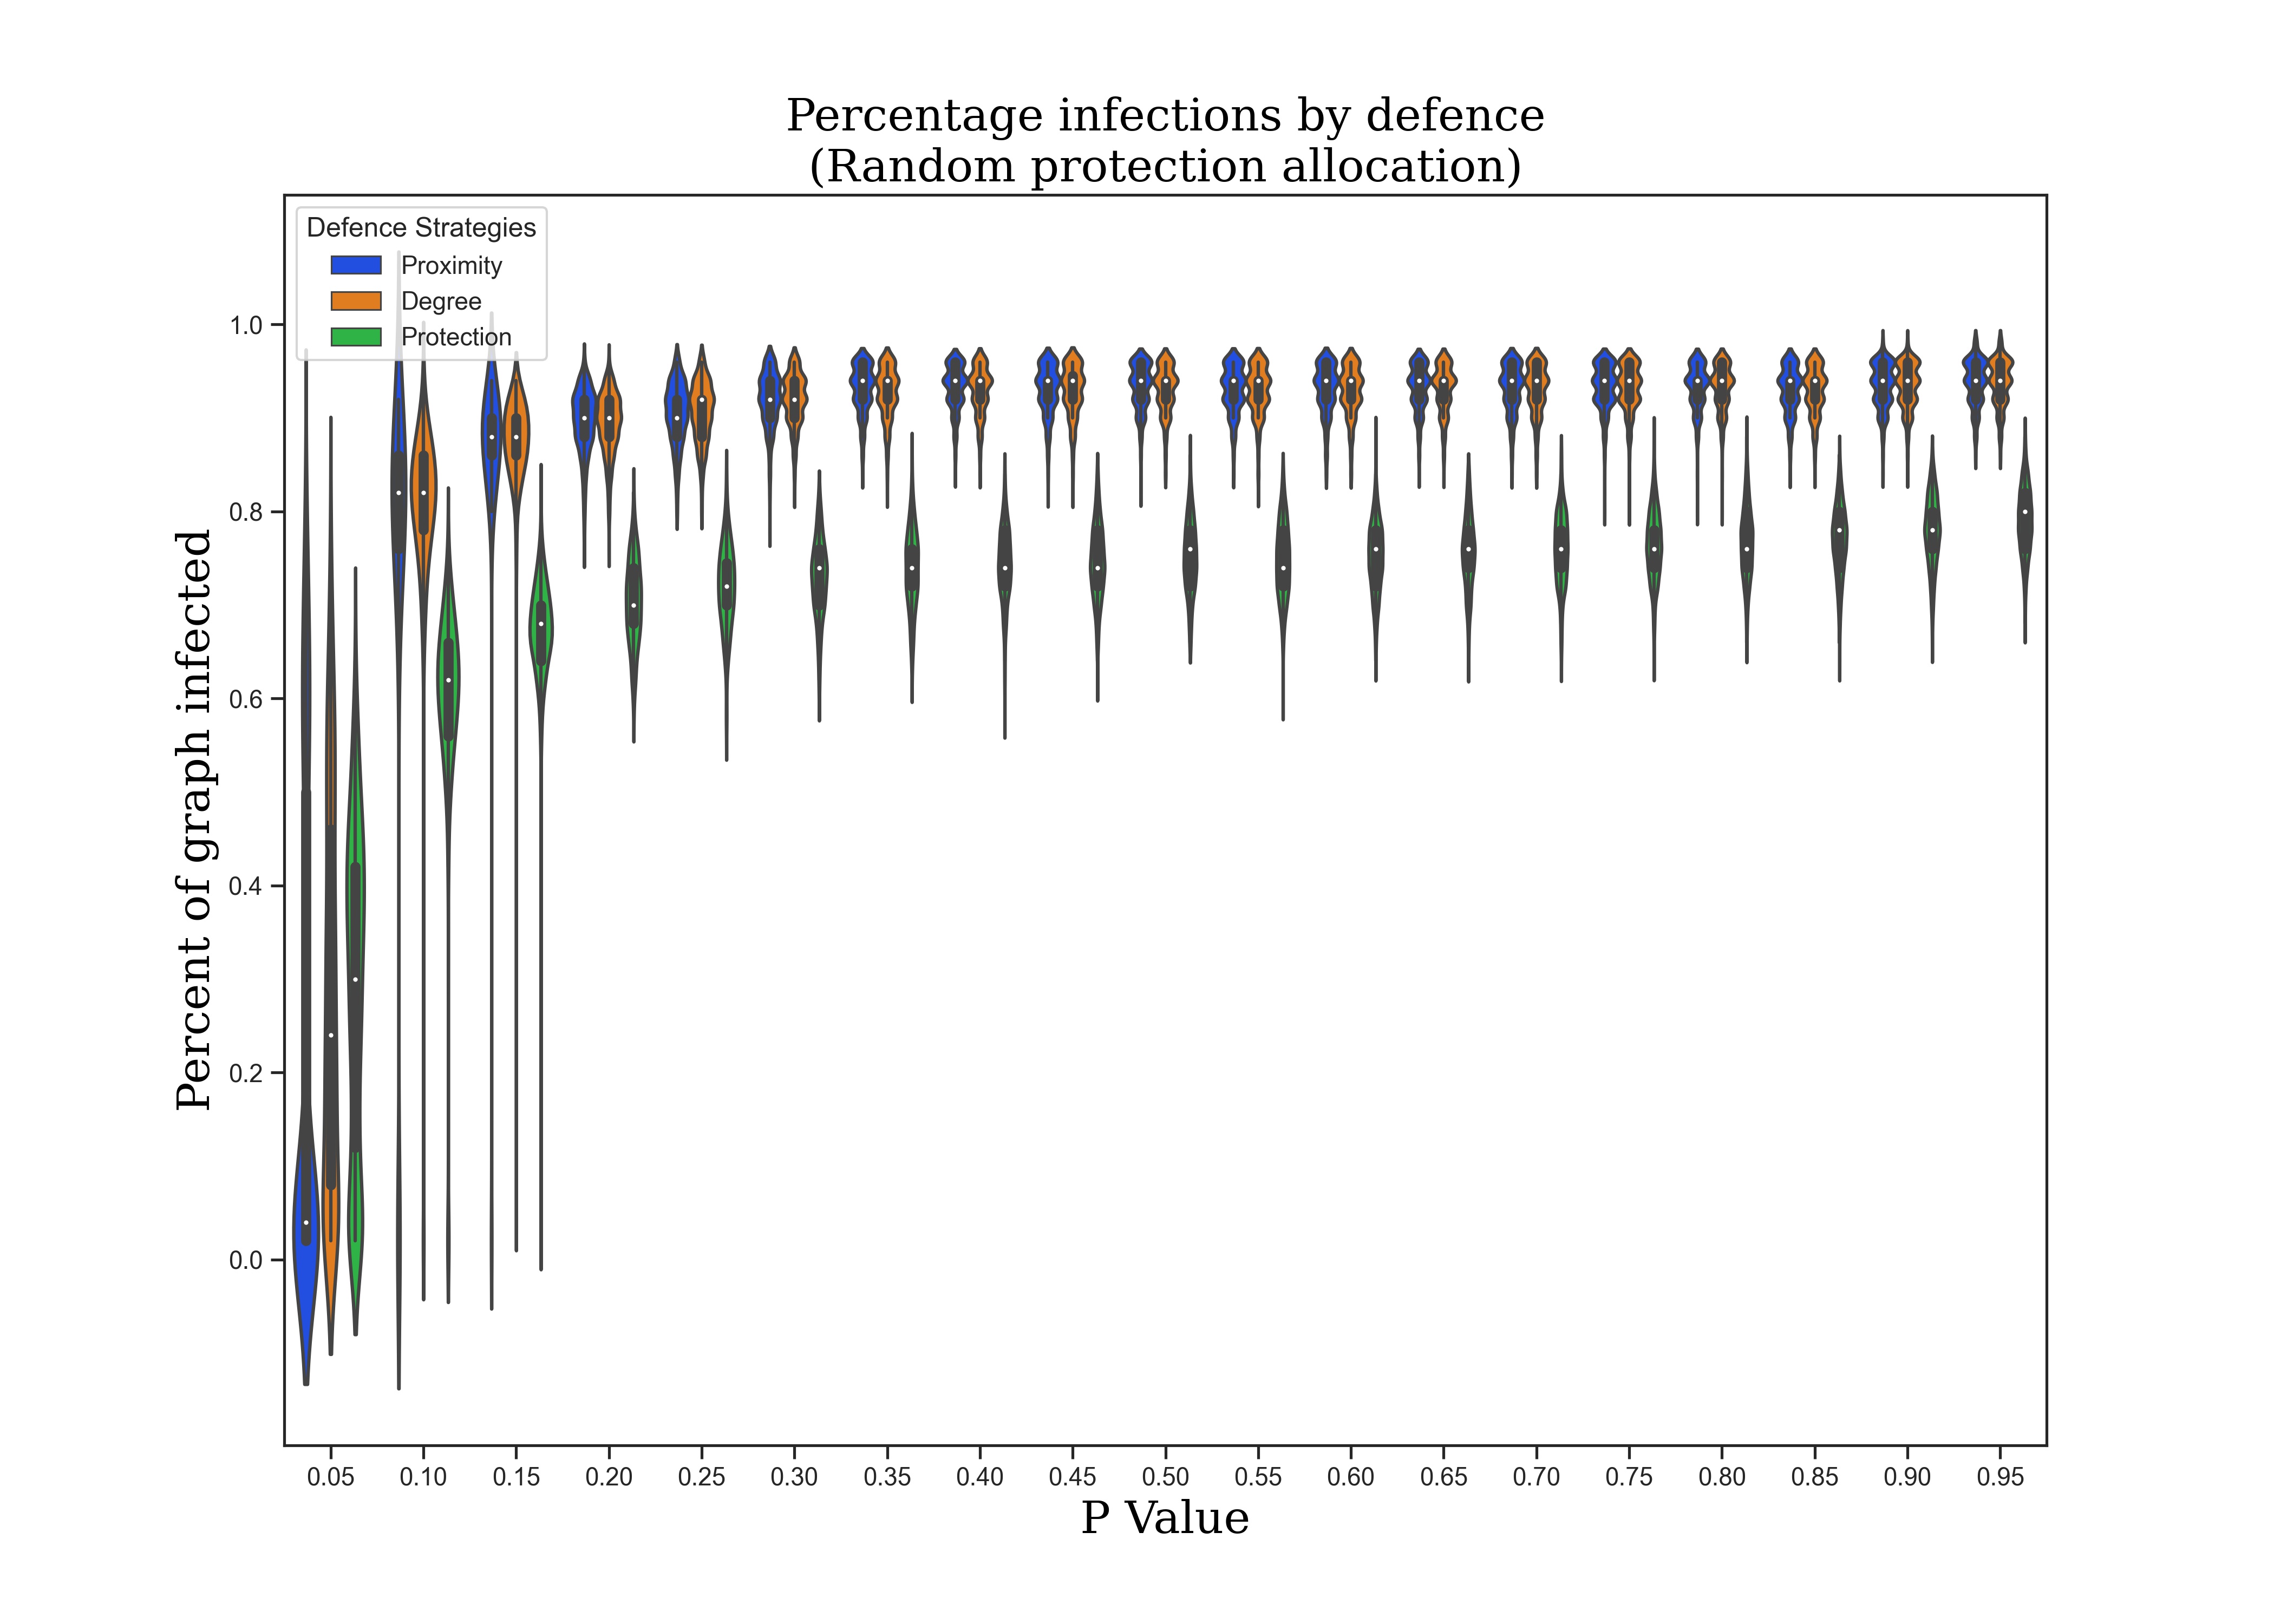 Percentage infections by defence
(Random protection allocation)
Defence Strategies
Proximity
Degree
Protection
Percent of graph infected
1.0
0.8
0.6
0.4
0.2
0.0
0.05 0.10 0.15 0.20 0.25 0.30 0.35 0.40 0.45 0.50 0.55 0.60 0.65 0.70 0.75 0.80 0.85 0.90 0.95
P Value